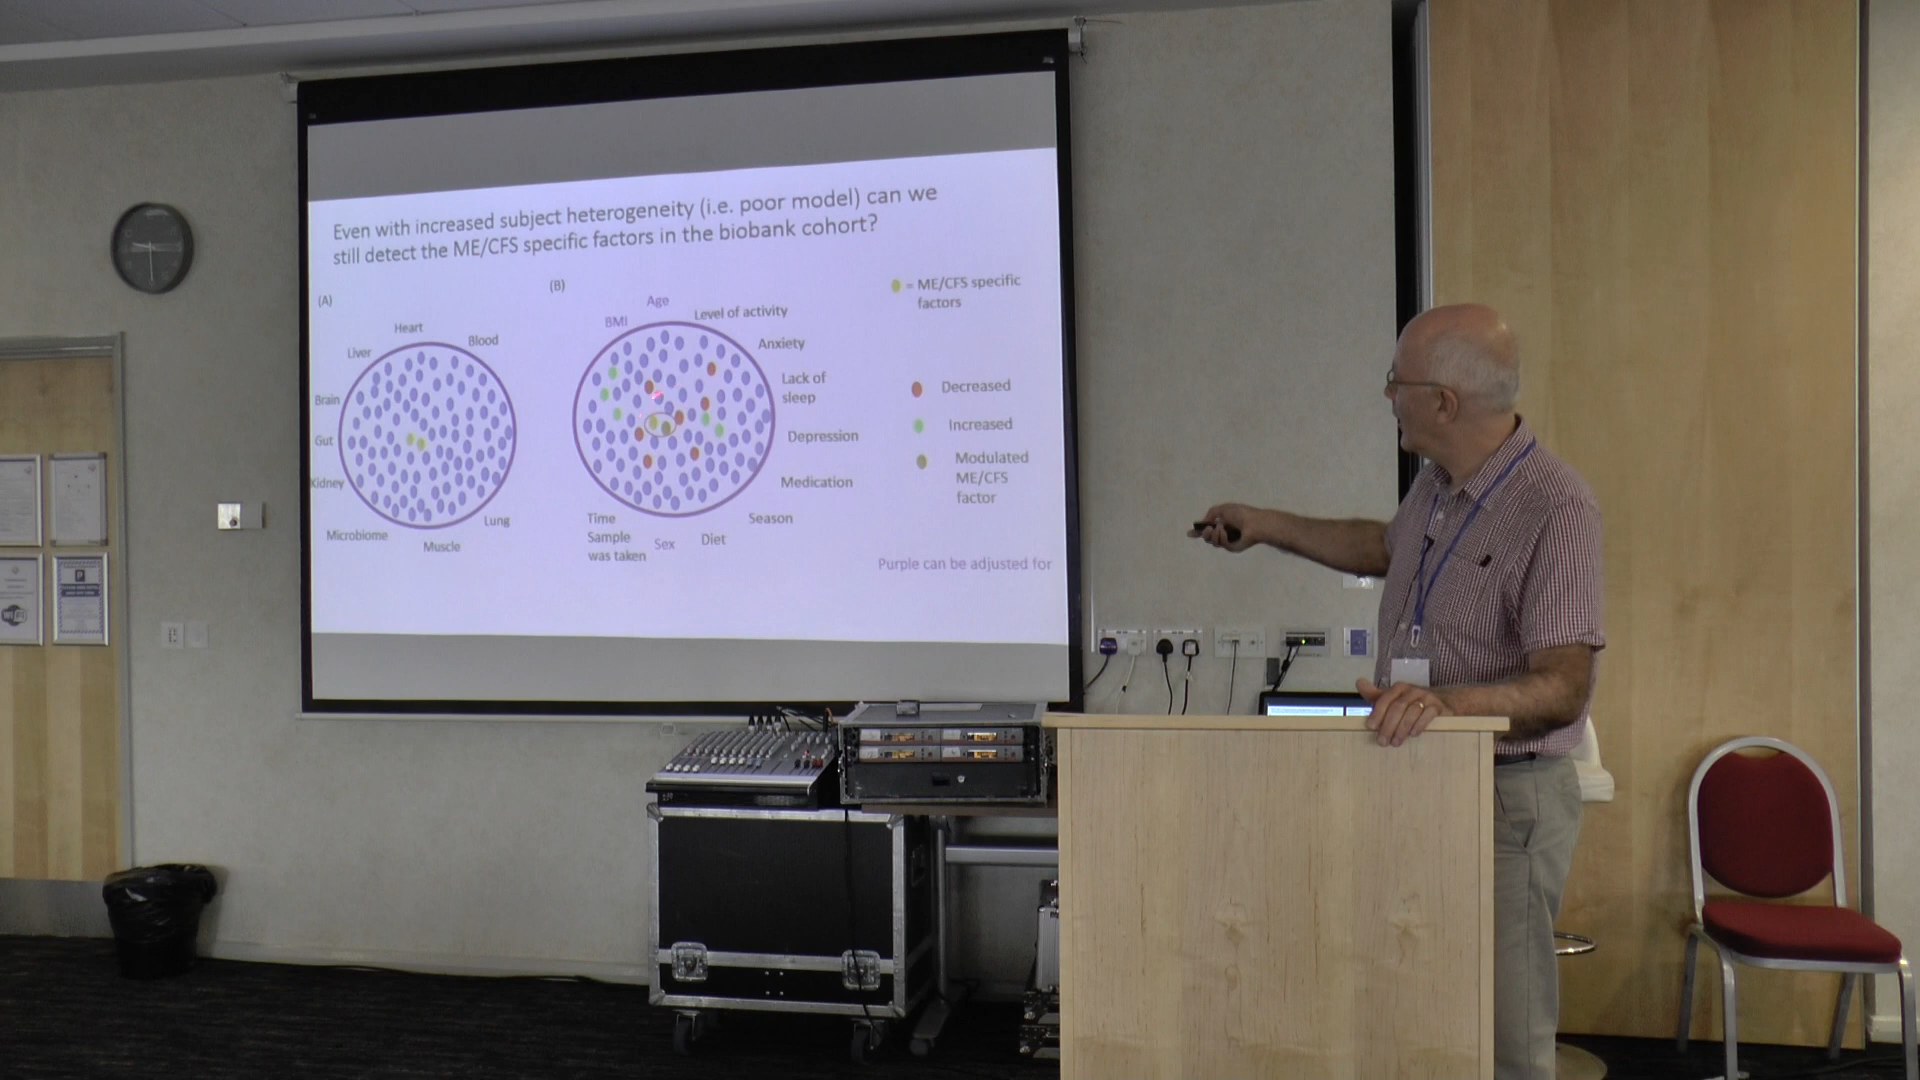 Even with increased subject heterogeneity (i.e. poor model) can we
still detect the ME/CFS specific factors in the biobank cohort?
(A)
Heart
Blood
Liver
Brain
Gut
Kidney
Microbiome
Muscle
Lung
(B)
Age
BMI
Level of activity
Anxiety
Lack of
sleep
Depression
Medication
Season
Diet
Sex
Time
Sample
was taken
= ME/CFS specific
factors
Decreased
Increased
Modulated
ME/CFS
factor
Purple can be adjusted for